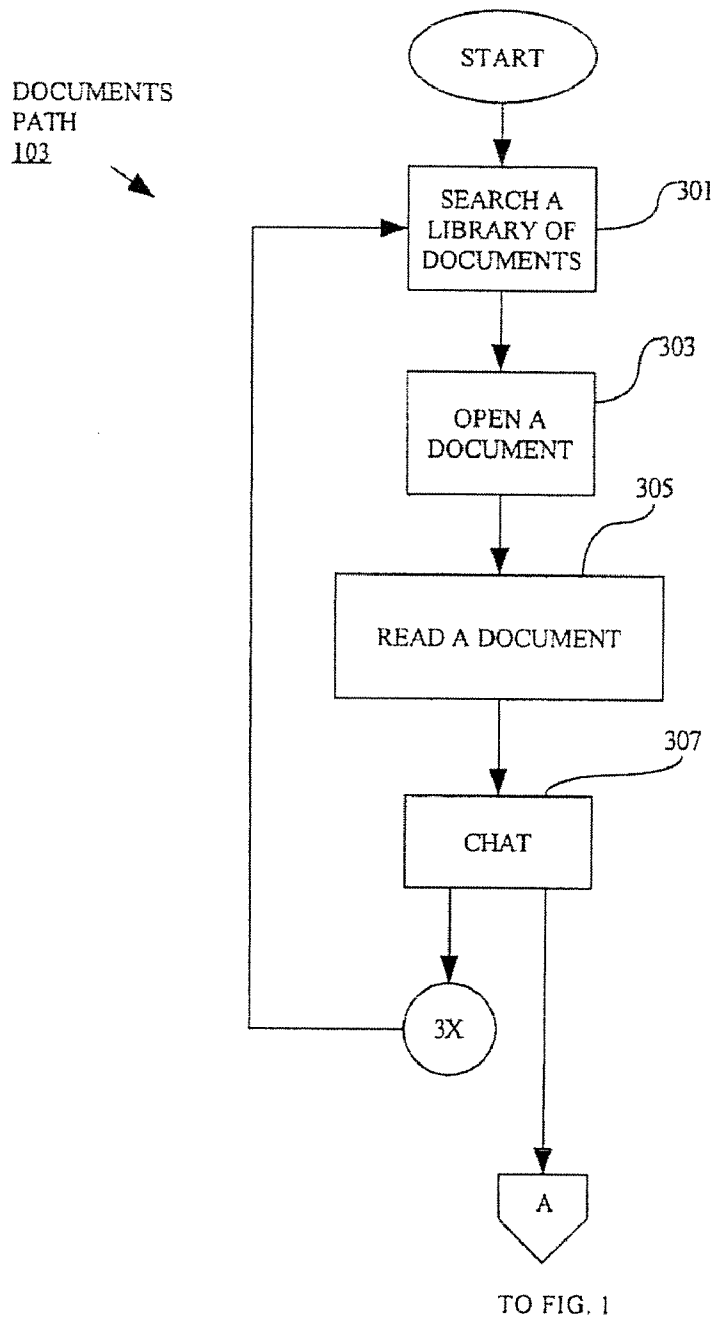 START
DOCUMENTS
PATH
103
SEARCH A
LIBRARY OF
DOCUMENTS
301
303
OPEN A
DOCUMENT
305
READ A DOCUMENT
307
CHAT
3X
A
TO FIG. 1